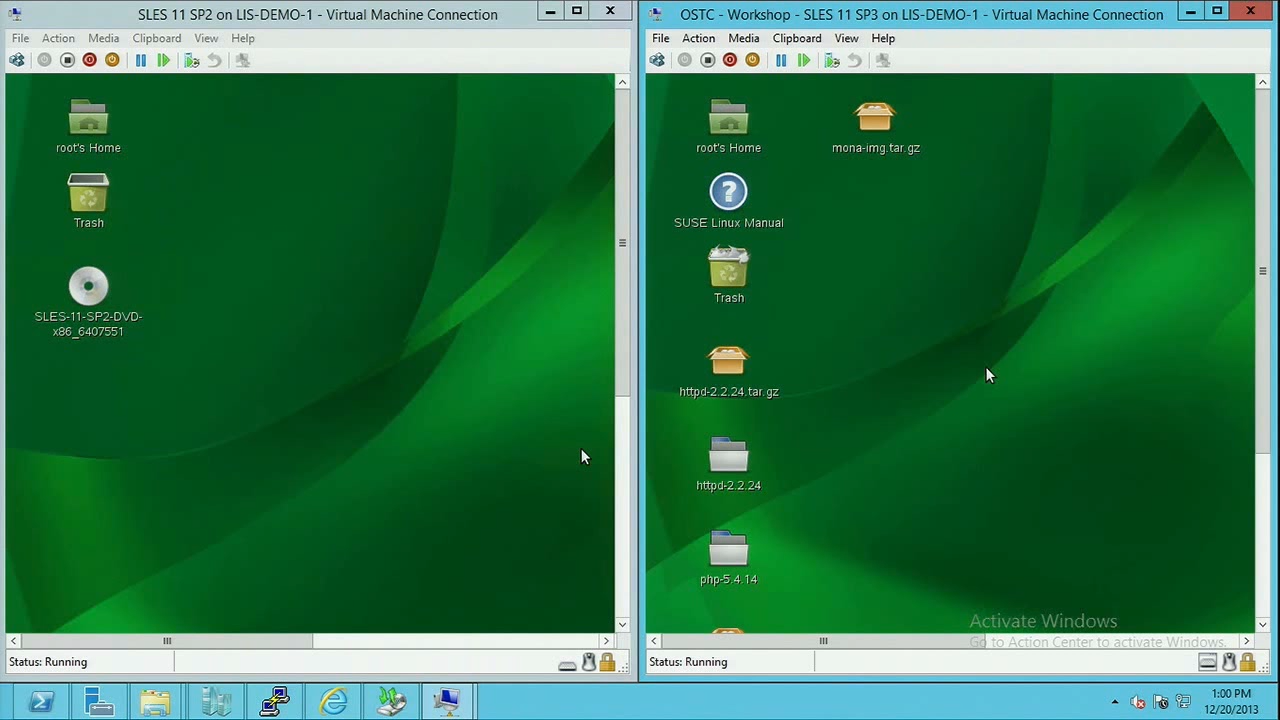 SLES 11 SP2 on LIS-DEMO-1 - Virtual Machine Connection
File Action Media Clipboard View Help
root's Home
Trash
SLES-11-SP2-DVD-
x86_6407551
Status: Running
OSTC - Workshop - SLES 11 SP3 on LIS-DEMO-1 - Virtual Machine Connection
File Action Media Clipboard View Help
root's Home
mona-img.tar.gz
SUSE Linux Manual
Trash
httpd-2.2.24.tar.gz
httpd-2.2.24
php-5.4.14
Activate Windows
Go to Action Center to activate Windows.
Status: Running
1:00 PM
12/20/2013